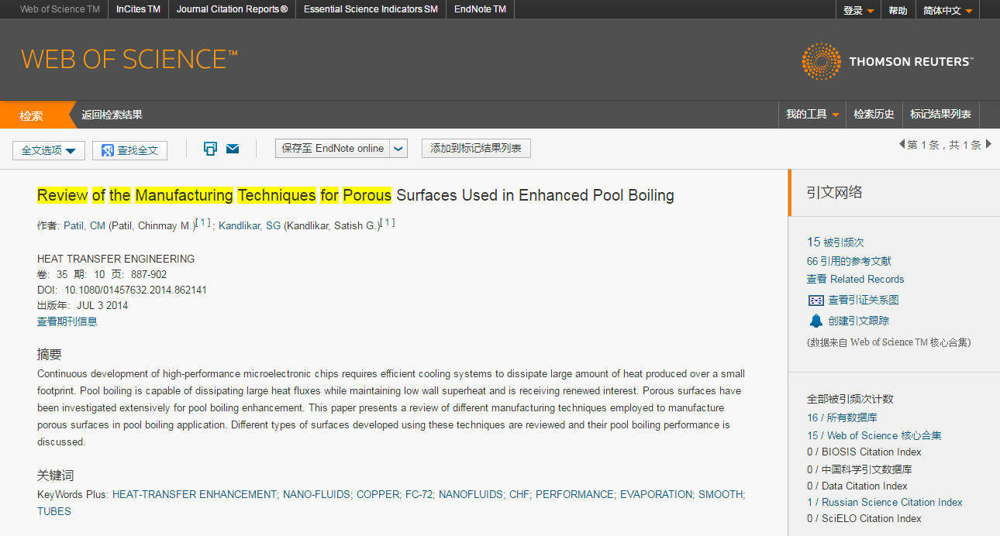 Web of Science TM InCites TM Journal Citation Reports® Essential Science Indicators SM EndNote TM 登录 帮助 简体中文
WEB OF SCIENCE™
THOMSON REUTERS™
检索 返回检索结果 我的工具 检索历史 标记结果列表
全文选项 查找全文 保存至 EndNote online 添加到标记结果列表 第 1 条，共 1 条
Review of the Manufacturing Techniques for Porous Surfaces Used in Enhanced Pool Boiling
作者: Patil, CM (Patil, Chinmay M.)[ 1 ] ; Kandlikar, SG (Kandlikar, Satish G.)[ 1 ]
HEAT TRANSFER ENGINEERING
卷: 35 期: 10 页: 887-902
DOI: 10.1080/01457632.2014.862141
出版年: JUL 3 2014
查看期刊信息
摘要
Continuous development of high-performance microelectronic chips requires efficient cooling systems to dissipate large amount of heat produced over a small
footprint. Pool boiling is capable of dissipating large heat fluxes while maintaining low wall superheat and is receiving renewed interest. Porous surfaces have
been investigated extensively for pool boiling enhancement. This paper presents a review of different manufacturing techniques employed to manufacture
porous surfaces in pool boiling application. Different types of surfaces developed using these techniques are reviewed and their pool boiling performance is
discussed.
关键词
KeyWords Plus: HEAT-TRANSFER ENHANCEMENT; NANO-FLUIDS; COPPER; FC-72; NANOFLUIDS; CHF; PERFORMANCE; EVAPORATION; SMOOTH;
TUBES
引文网络
15 被引频次
66 引用的参考文献
查看 Related Records
查看引证关系图
创建引文跟踪
(数据来自 Web of Science TM 核心合集)
全部被引频次计数
16 / 所有数据库
15 / Web of Science 核心合集
0 / BIOSIS Citation Index
0 / 中国科学引文数据库
0 / Data Citation Index
1 / Russian Science Citation Index
0 / SciELO Citation Index